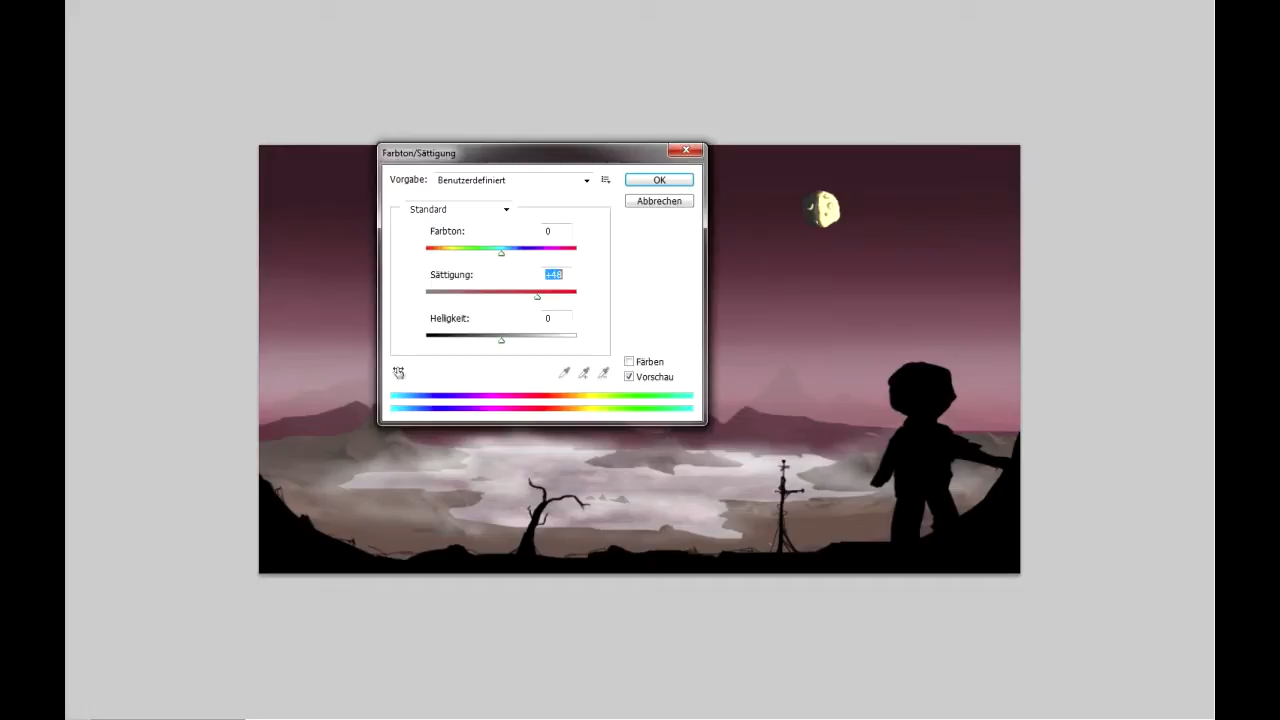 Farbton/Sättigung
Vorgabe: Benutzerdefiniert
OK
Abbrechen
Standard
Farbton: 0
Sättigung: +48
Helligkeit: 0
Färben
Vorschau